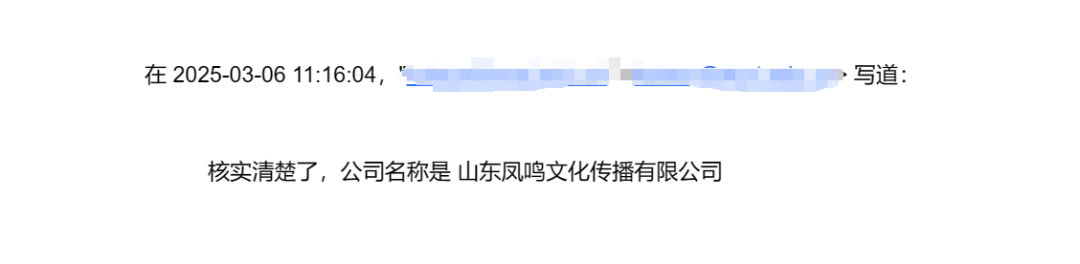 在 2025-03-06 11:16:04，"
写道：
核实清楚了，公司名称是 山东凤鸣文化传播有限公司